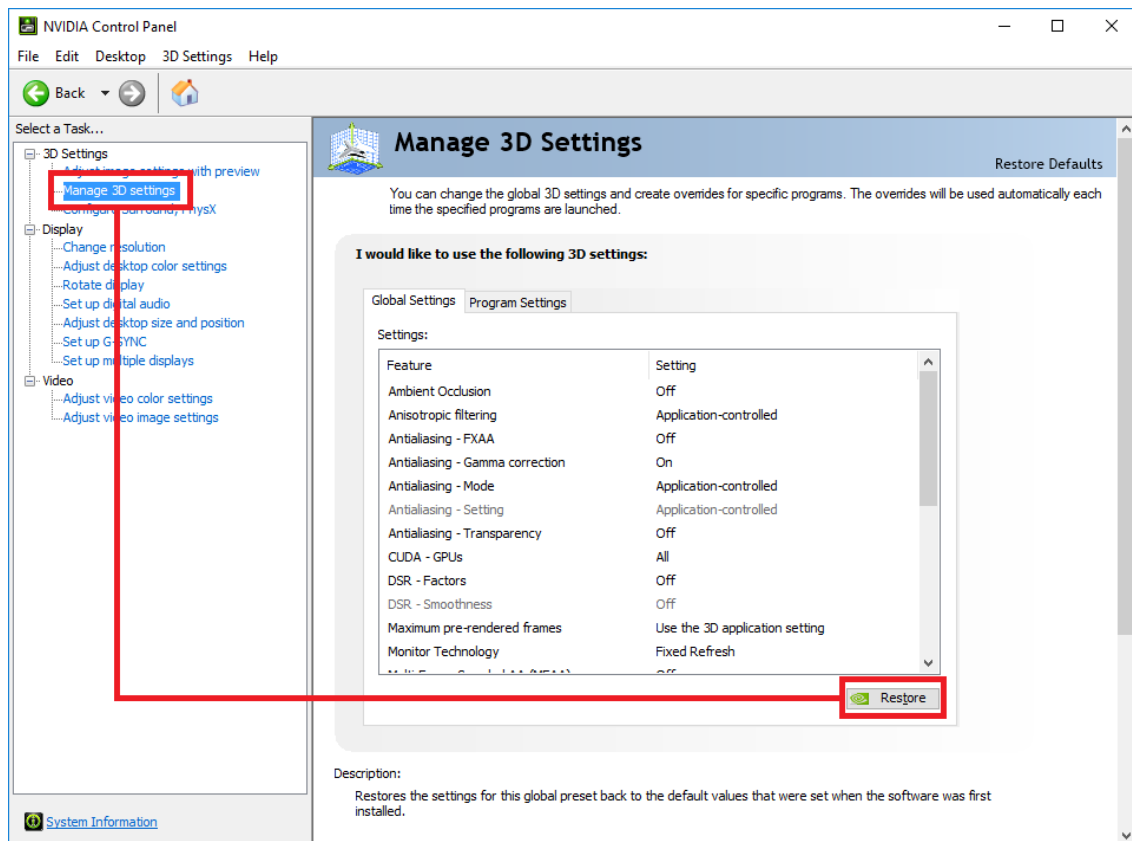 NVIDIA Control Panel
File Edit Desktop 3D Settings Help
Back
Select a Task...
3D Settings
Adjust image settings with preview
Manage 3D settings
Configure Surround, PhysX
Display
Change resolution
Adjust desktop color settings
Rotate display
Set up digital audio
Adjust desktop size and position
Set up G-SYNC
Set up multiple displays
Video
Adjust video color settings
Adjust video image settings
System Information
Manage 3D Settings
Restore Defaults
You can change the global 3D settings and create overrides for specific programs. The overrides will be used automatically each
time the specified programs are launched.
I would like to use the following 3D settings:
Global Settings Program Settings
Settings:
Feature Setting
Ambient Occlusion Off
Anisotropic filtering Application-controlled
Antialiasing - FXAA Off
Antialiasing - Gamma correction On
Antialiasing - Mode Application-controlled
Antialiasing - Setting Application-controlled
Antialiasing - Transparency Off
CUDA - GPUs All
DSR - Factors Off
DSR - Smoothness Off
Maximum pre-rendered frames Use the 3D application setting
Monitor Technology Fixed Refresh
Restore
Description:
Restores the settings for this global preset back to the default values that were set when the software was first
installed.